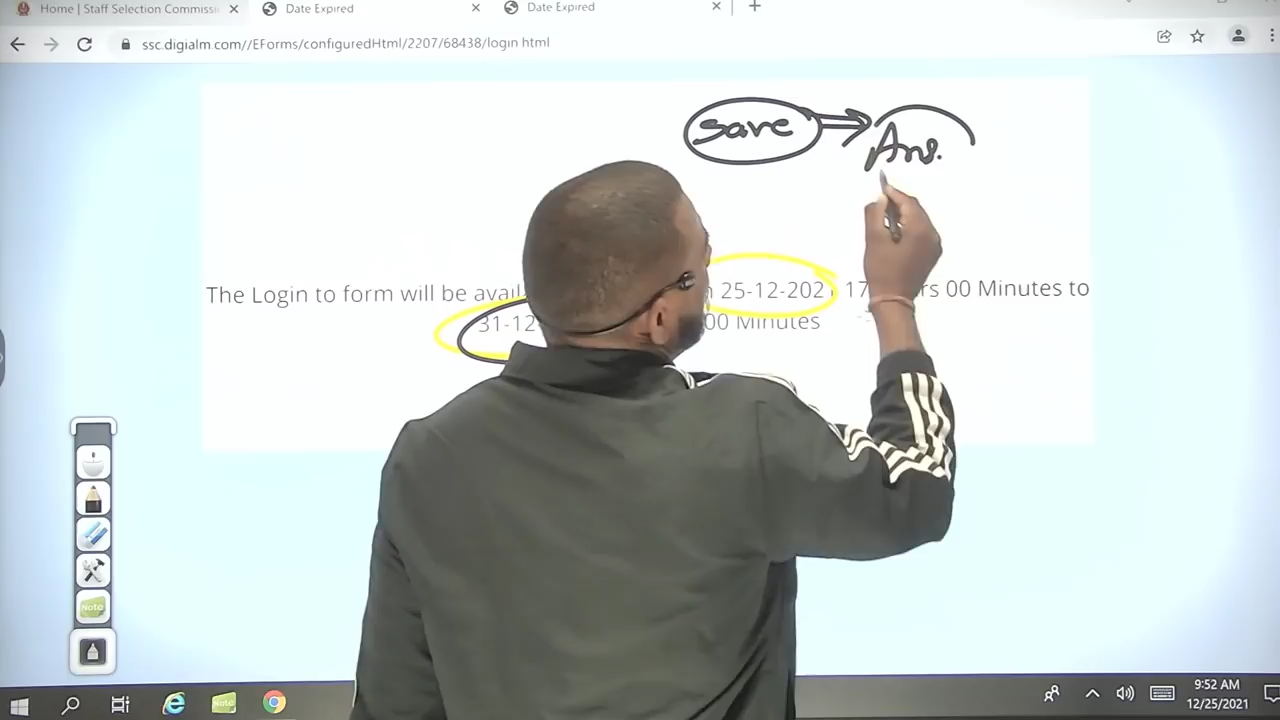 Home | Staff Selection Commissi
Date Expired
Date Expired
ssc.digialm.com//EForms/configuredHtml/2207/68438/login html
Save
Ans.
The Login to form will be avail 25-12-202 17 rs 00 Minutes to
31-12 00 Minutes
Note
Note
9:52 AM
12/25/2021